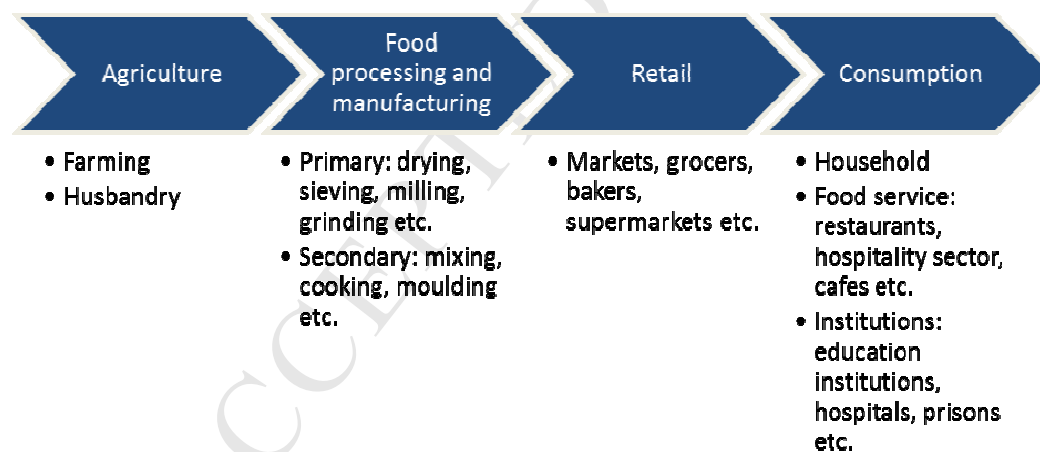 Agriculture
Food
processing and
manufacturing
Retail
Consumption
• Farming
• Husbandry
• Primary: drying,
sieving, milling,
grinding etc.
• Secondary: mixing,
cooking, moulding
etc.
• Markets, grocers,
bakers,
supermarkets etc.
• Household
• Food service:
restaurants,
hospitality sector,
cafes etc.
• Institutions:
education
institutions,
hospitals, prisons
etc.